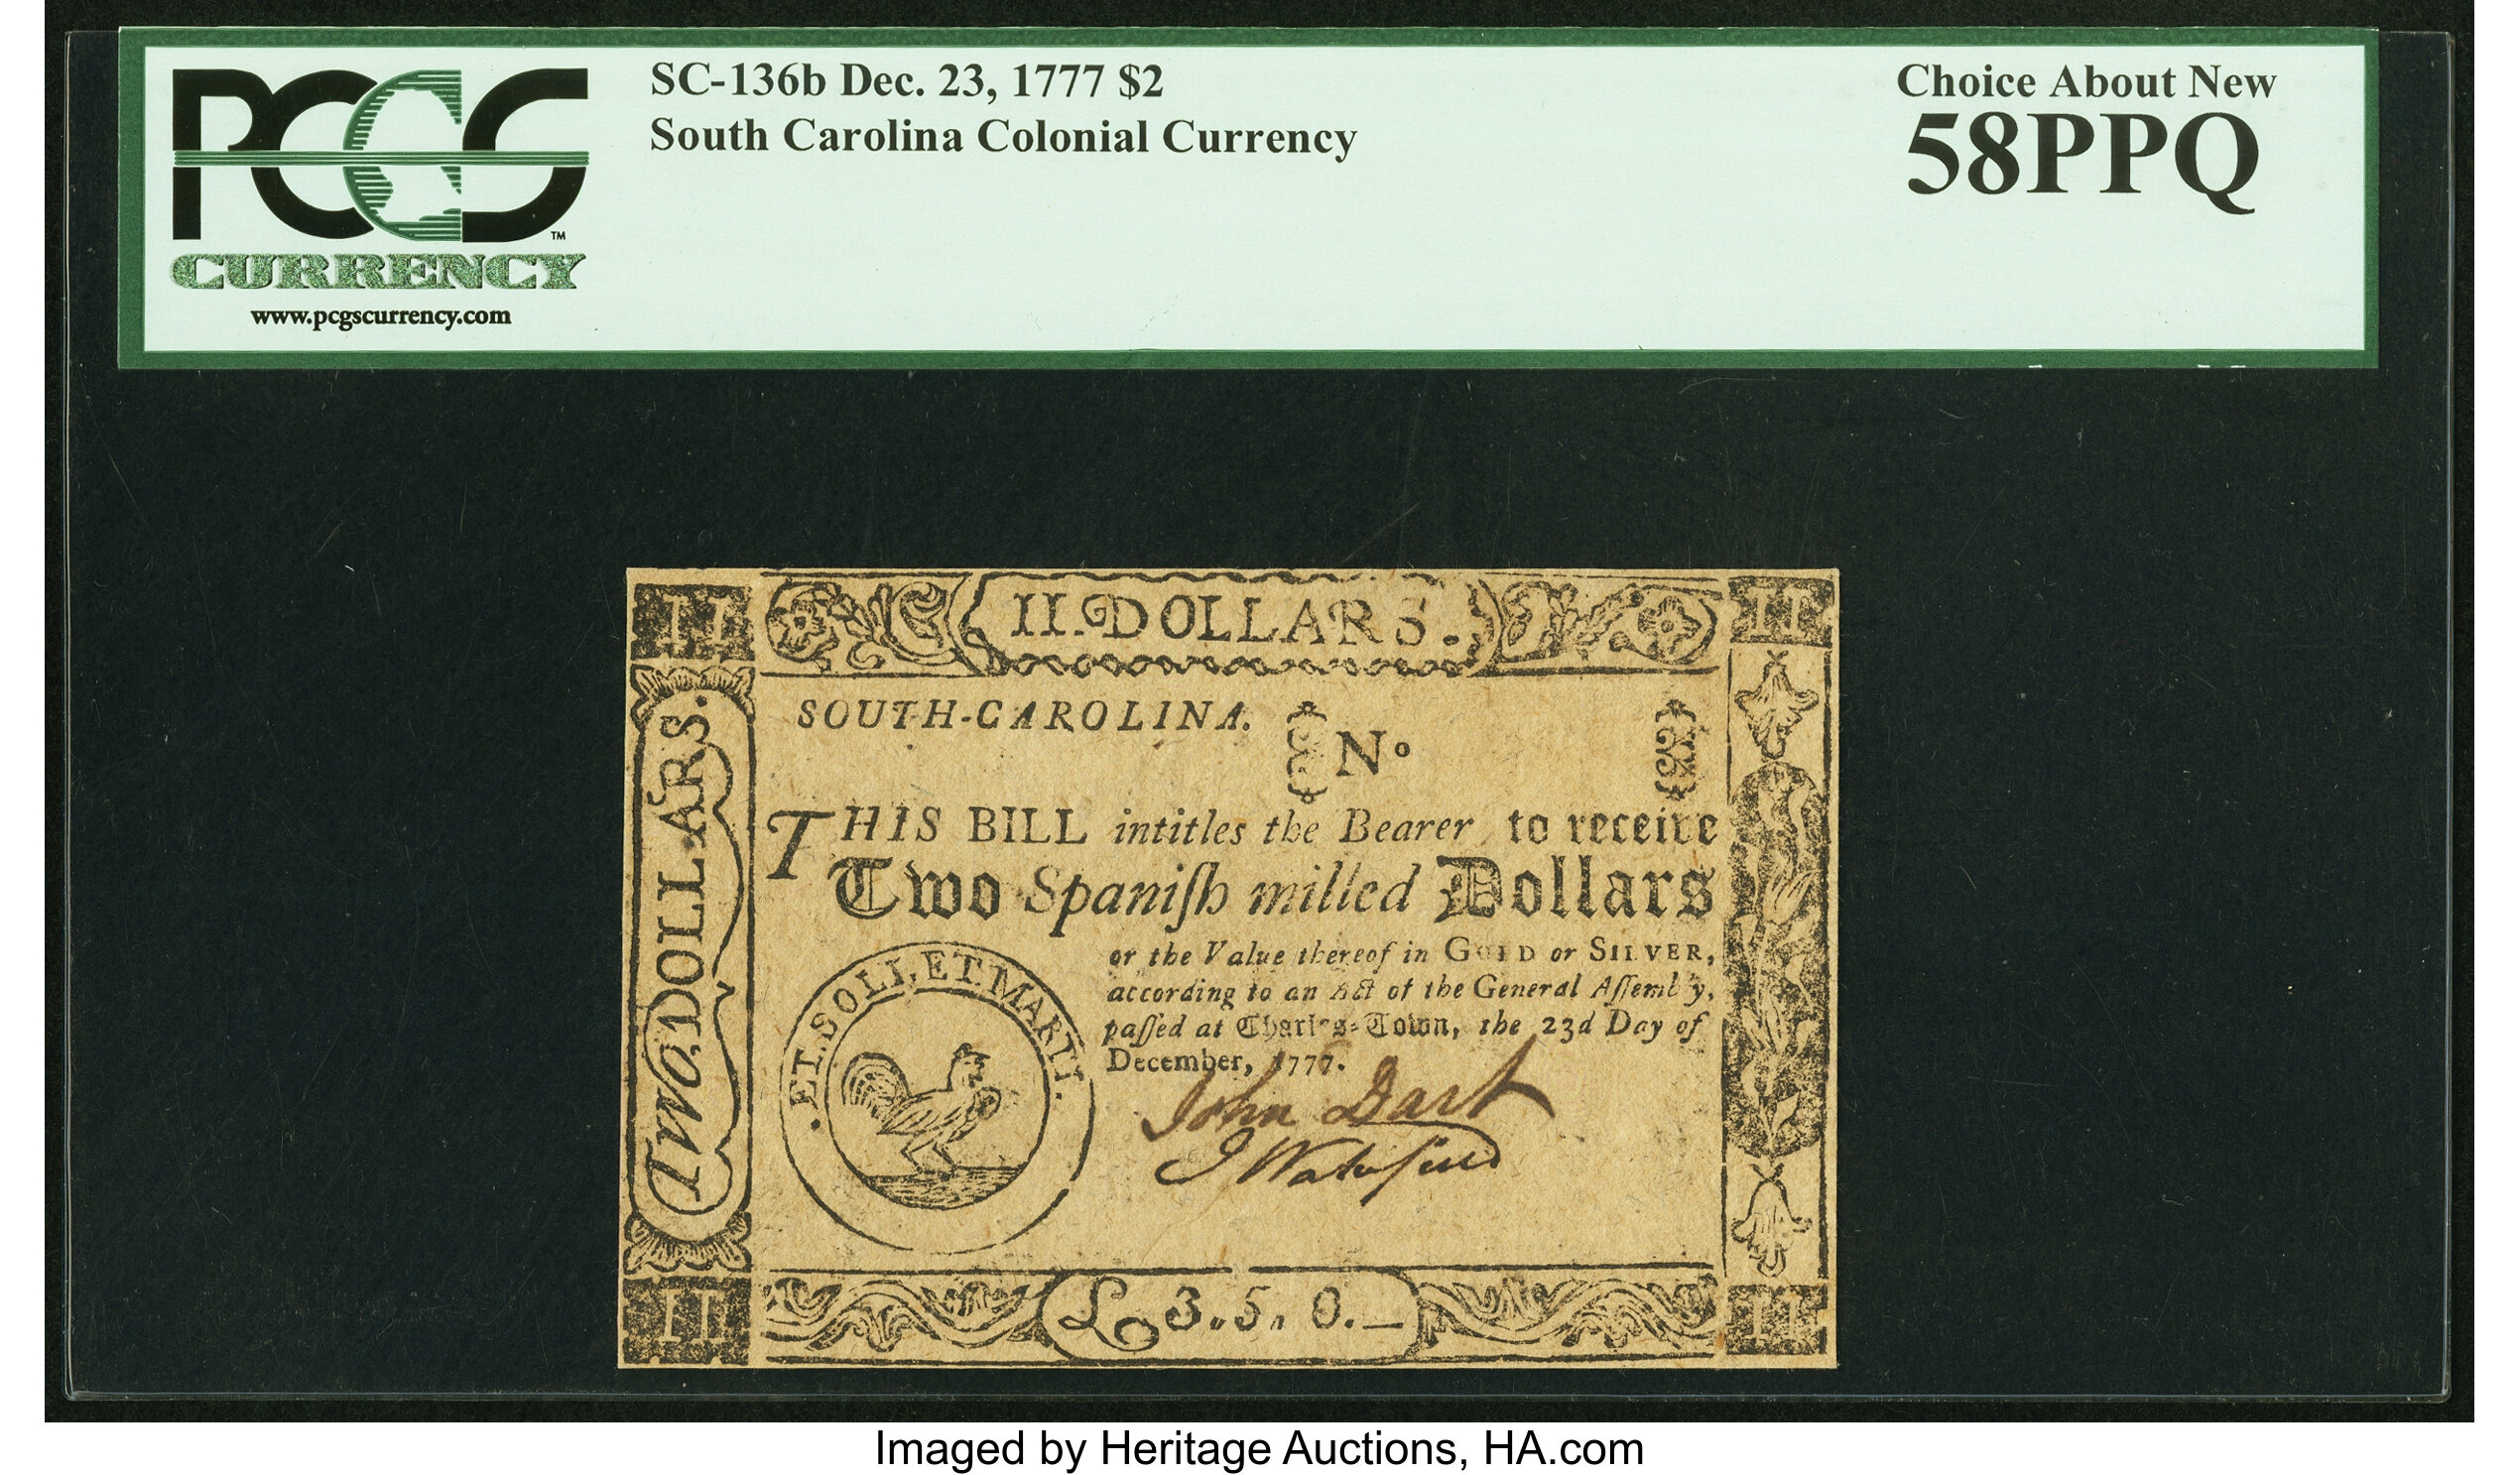 PCGS
TM
CURRENCY
www.pcgscurrency.com
SC-136b Dec. 23, 1777 $2
South Carolina Colonial Currency
Choice About New
58PPQ
II
II. DOLLARS.
II
TWO.DOLLARS.
SOUTH-CAROLINA.
Nº
THIS BILL intitles the Bearer to receive
Two Spaniſh milled Dollars
or the Value thereof in GOLD or SILVER,
according to an Act of the General Aſſembly,
paſſed at Charles=Town, the 23d Day of
December, 1777.
.ET.SOLI,ET.MARTI.
John Dart
J Waterſield
II
£ 3.5.0.—
II
Imaged by Heritage Auctions, HA.com